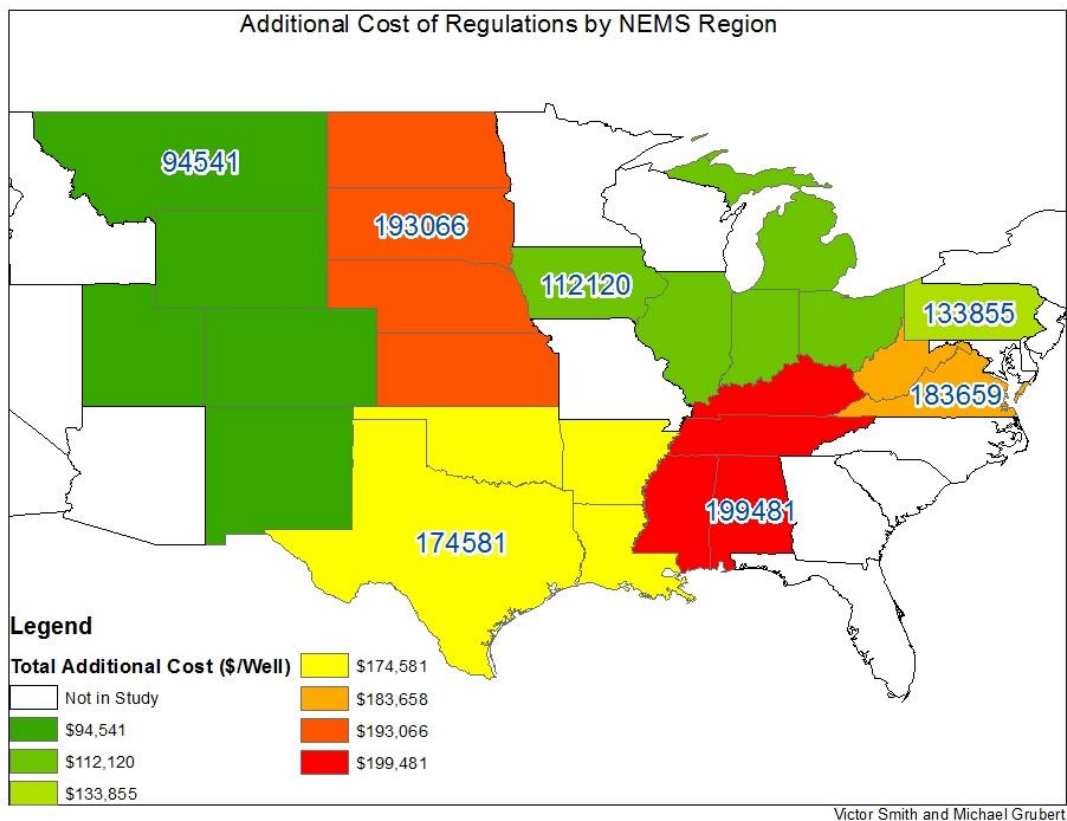 Additional Cost of Regulations by NEMS Region
94541
193066
112120
133855
183659
199481
174581
Legend
Total Additional Cost ($/Well)
Not in Study
$94,541
$112,120
$133,855
$174,581
$183,658
$193,066
$199,481
Victor Smith and Michael Grubert